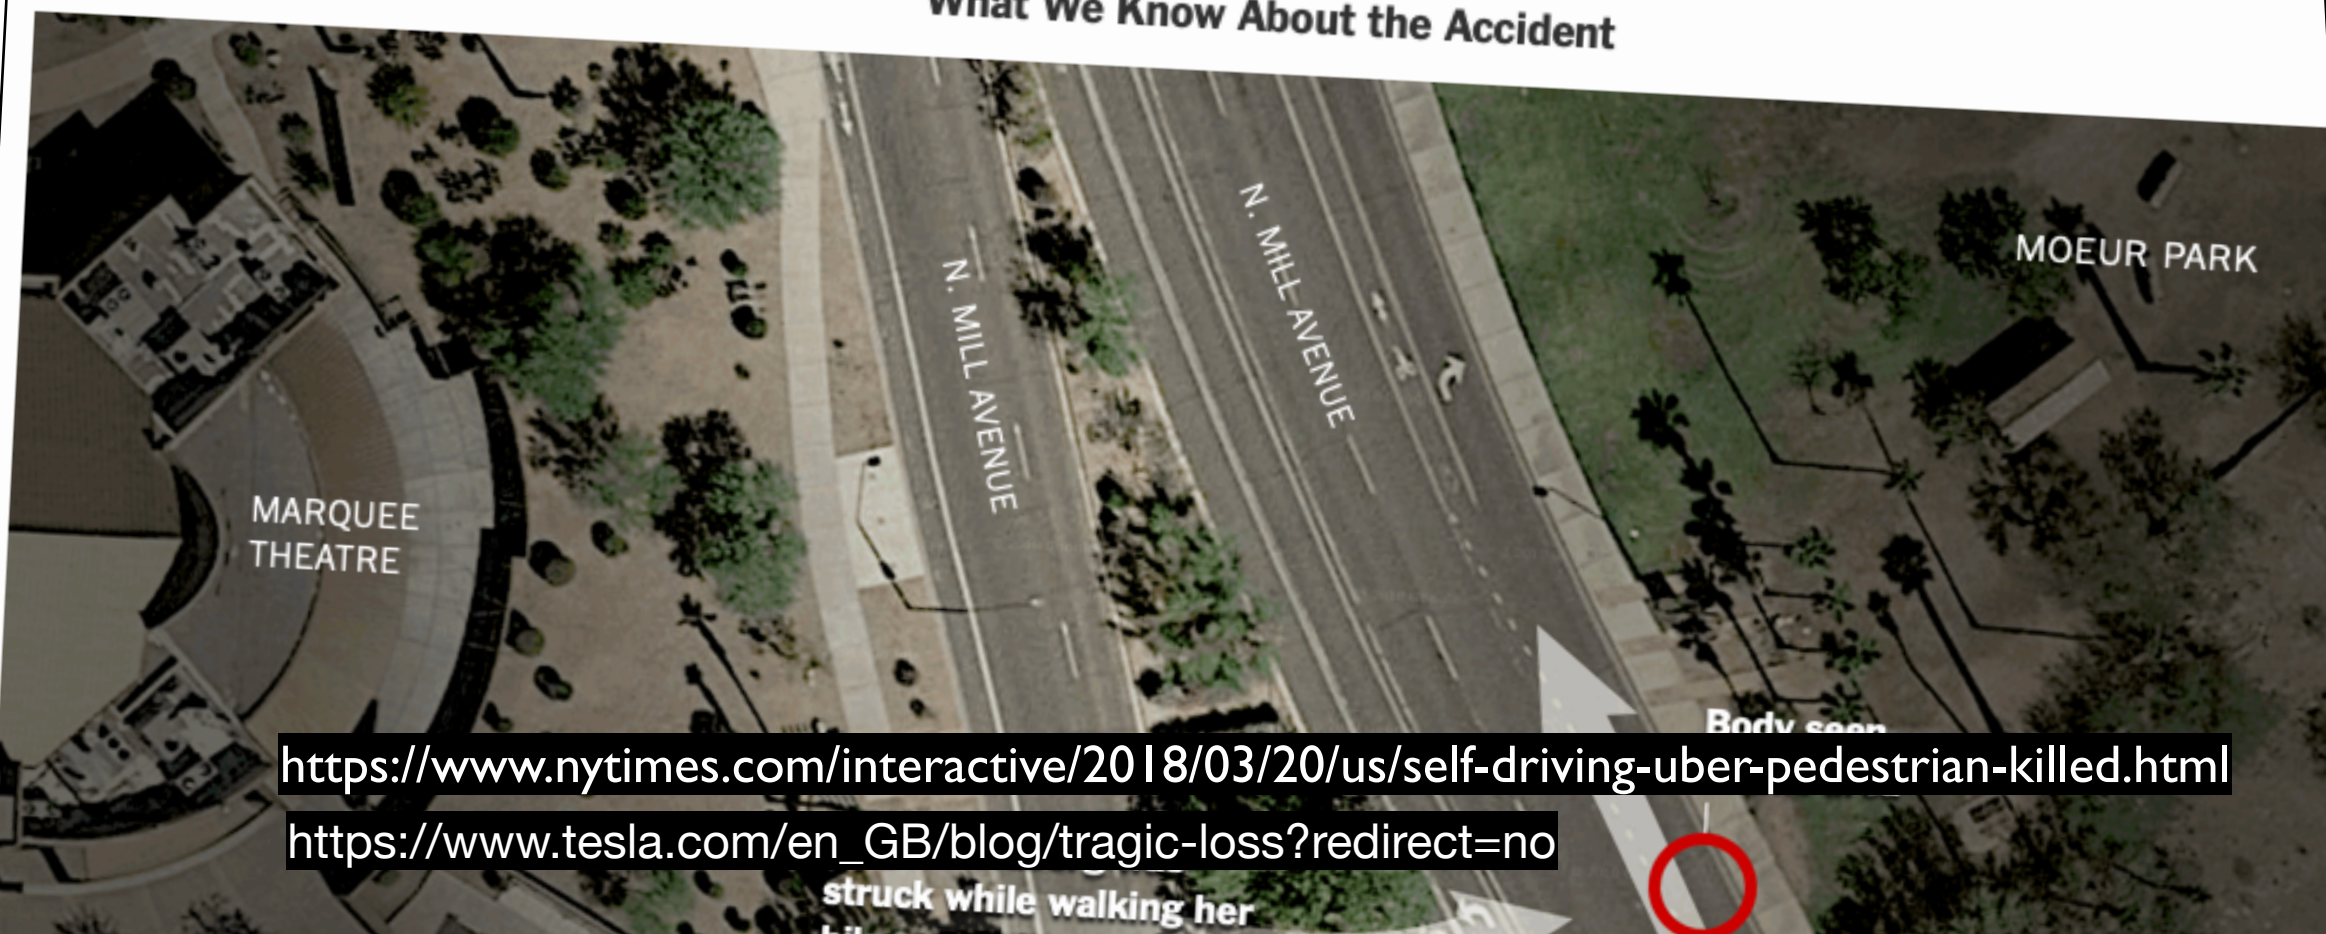 What We Know About the Accident
N. MILL AVENUE
N. MILL AVENUE
MOEUR PARK
MARQUEE
THEATRE
Body seen
https://www.nytimes.com/interactive/2018/03/20/us/self-driving-uber-pedestrian-killed.html
https://www.tesla.com/en_GB/blog/tragic-loss?redirect=no
struck while walking her